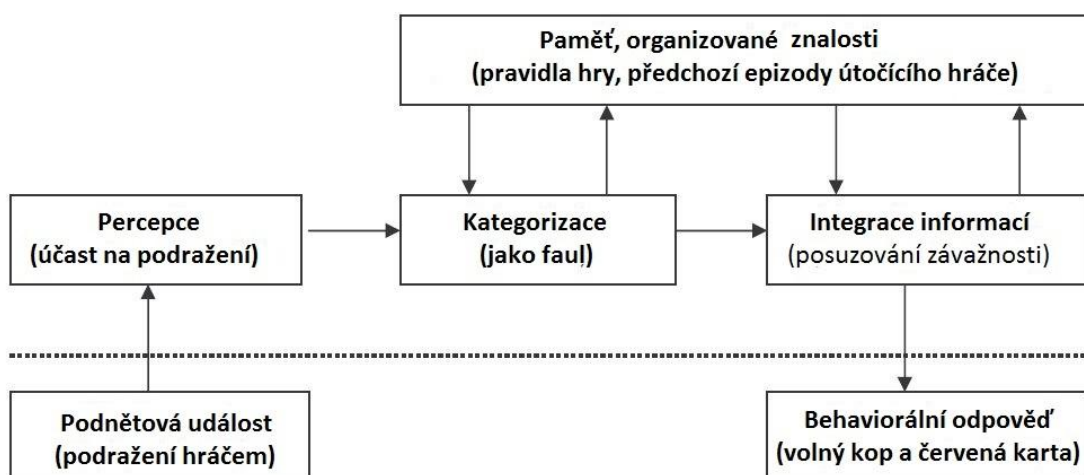 Paměť, organizované znalosti
(pravidla hry, předchozí epizody útočícího hráče)
Percepce
(účast na podražení)
Kategorizace
(jako faul)
Integrace informací
(posuzování závažnosti)
Podnětová událost
(podražení hráčem)
Behaviorální odpověď
(volný kop a červená karta)